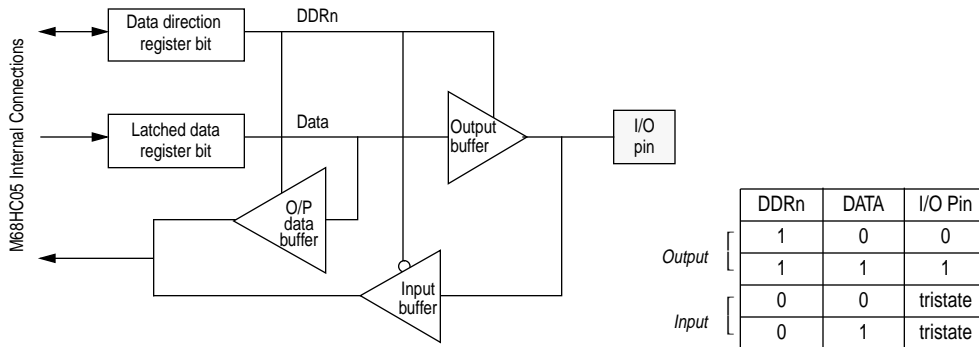 M68HC05 Internal Connections
Data direction
register bit
DDRn
Latched data
register bit
Data
Output
buffer
I/O
pin
O/P
data
buffer
Input
buffer
DDRn DATA I/O Pin
Output
1 0 0
1 1 1
Input
0 0 tristate
0 1 tristate